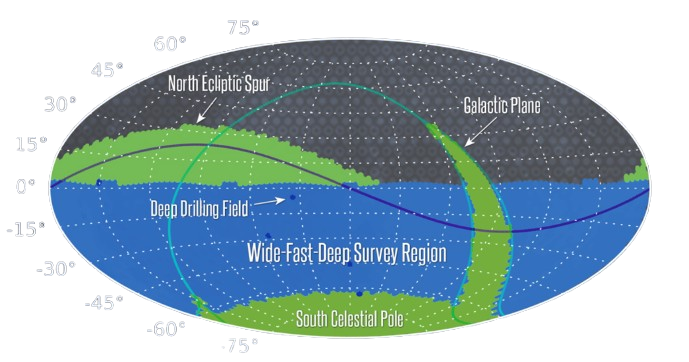 75°
60°
45°
North Ecliptic Spur
Galactic Plane
30°
15°
0°
Deep Drilling Field
-15°
Wide-Fast-Deep Survey Region
-30°
-45°
South Celestial Pole
-60°
-75°